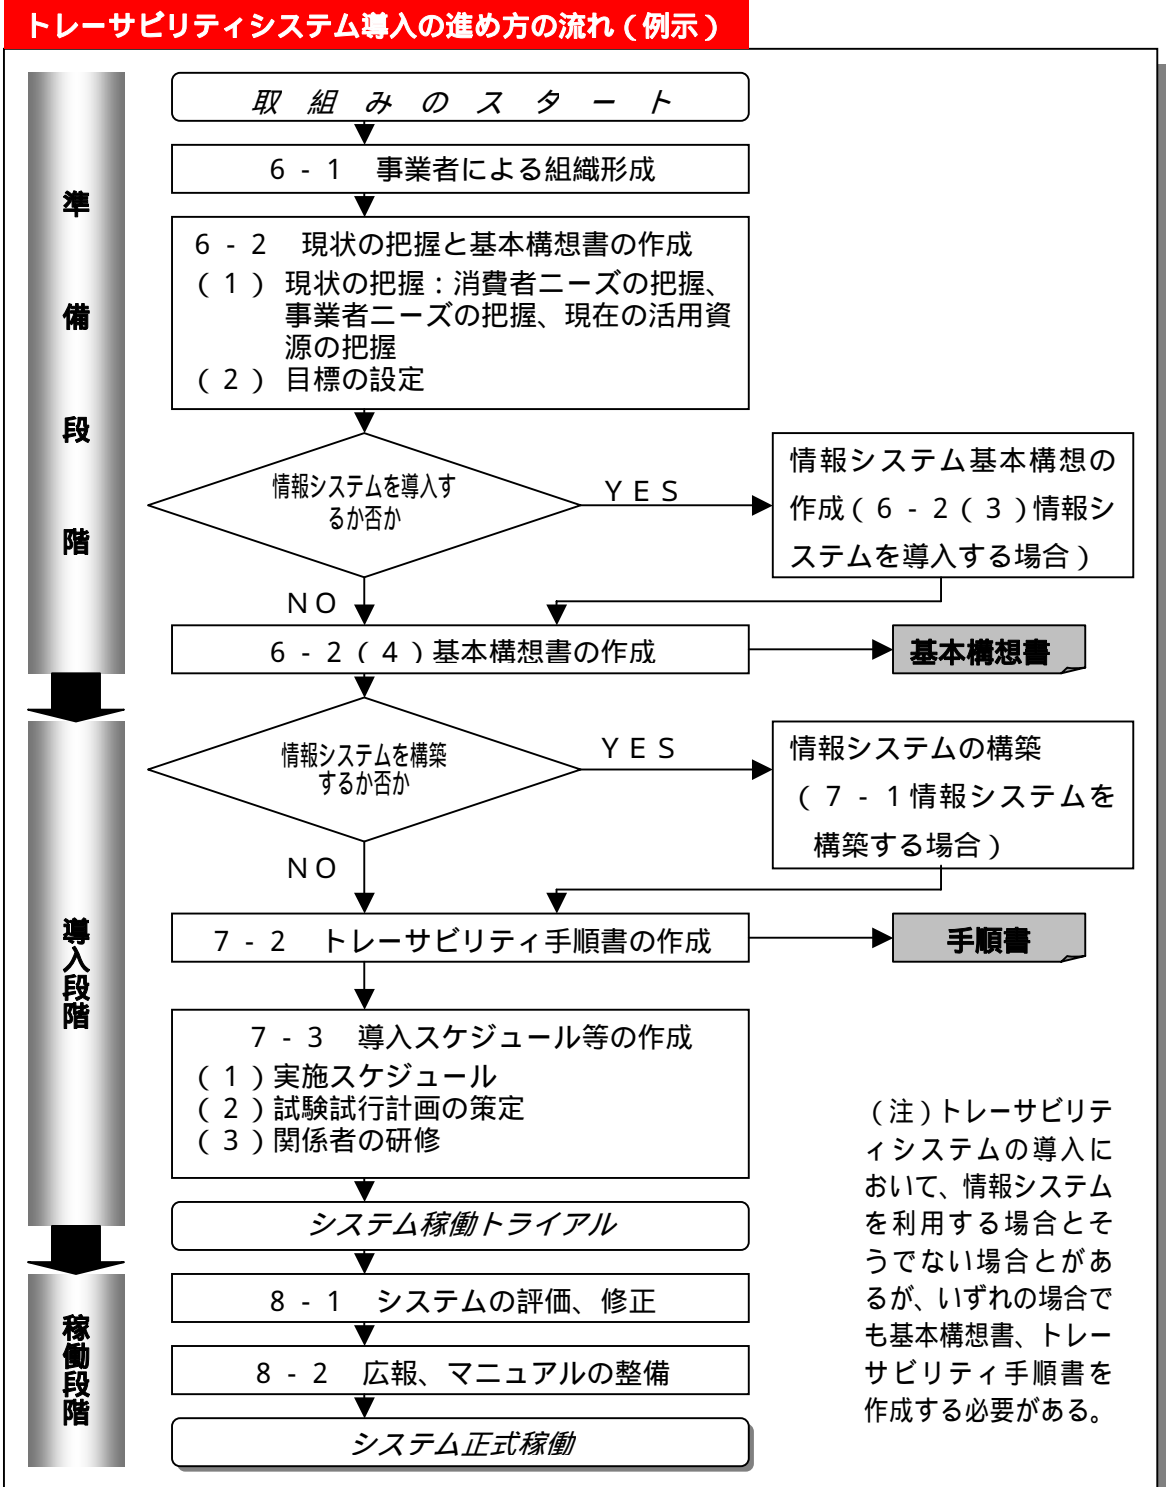 トレーサビリティシステム導入の進め方の流れ（例示）
準備段階
取組みのスタート
6-1 事業者による組織形成
6-2 現状の把握と基本構想書の作成
(1) 現状の把握：消費者ニーズの把握、
事業者ニーズの把握、現在の活用資
源の把握
(2) 目標の設定
情報システムを導入す
るか否か
YES
情報システム基本構想の
作成(6-2(3)情報シ
ステムを導入する場合)
NO
6-2(4)基本構想書の作成
基本構想書
導入段階
情報システムを構築
するか否か
YES
情報システムの構築
(7-1情報システムを
構築する場合)
NO
7-2 トレーサビリティ手順書の作成
手順書
7-3 導入スケジュール等の作成
(1)実施スケジュール
(2)試験試行計画の策定
(3)関係者の研修
システム稼働トライアル
稼働段階
8-1 システムの評価、修正
8-2 広報、マニュアルの整備
システム正式稼働
(注)トレーサビリテ
ィシステムの導入に
おいて、情報システム
を利用する場合とそ
うでない場合とがあ
るが、いずれの場合で
も基本構想書、トレー
サビリティ手順書を
作成する必要がある。